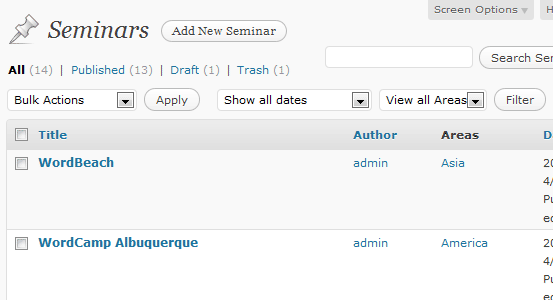 Screen Options ▼ H
Seminars Add New Seminar
All (14) | Published (13) | Draft (1) | Trash (1)
Search Se
Bulk Actions Apply Show all dates View all Areas Filter
Title Author Areas D
WordBeach admin Asia 20
4/
Pu
ed
WordCamp Albuquerque admin America 20
4/
Pu